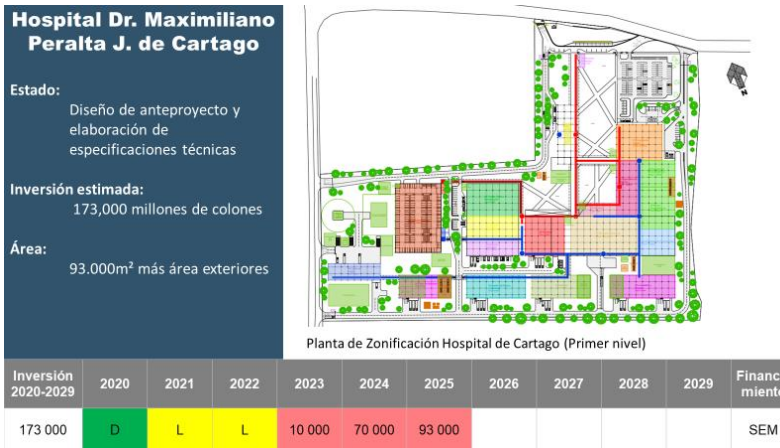 Hospital Dr. Maximiliano
Peralta J. de Cartago
Estado:
Diseño de anteproyecto y
elaboración de
especificaciones técnicas
Inversión estimada:
173,000 millones de colones
Área:
93.000m² más área exteriores
Planta de Zonificación Hospital de Cartago (Primer nivel)
Inversión 2020-2029 2020 2021 2022 2023 2024 2025 2026 2027 2028 2029 Financ
miento
173 000 D L L 10 000 70 000 93 000 SEM